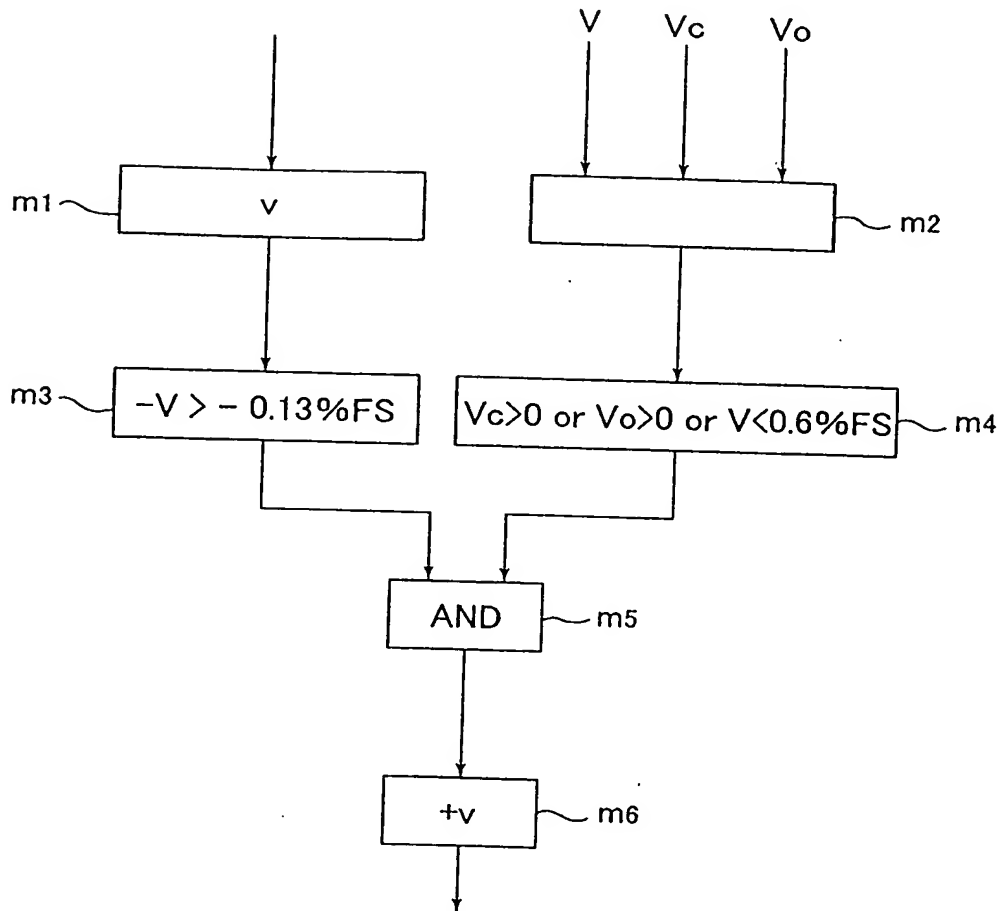 V Vc Vo
m1 v
m2
m3 -V > - 0.13%FS
Vc>0 or Vo>0 or V<0.6%FS m4
AND m5
+v m6